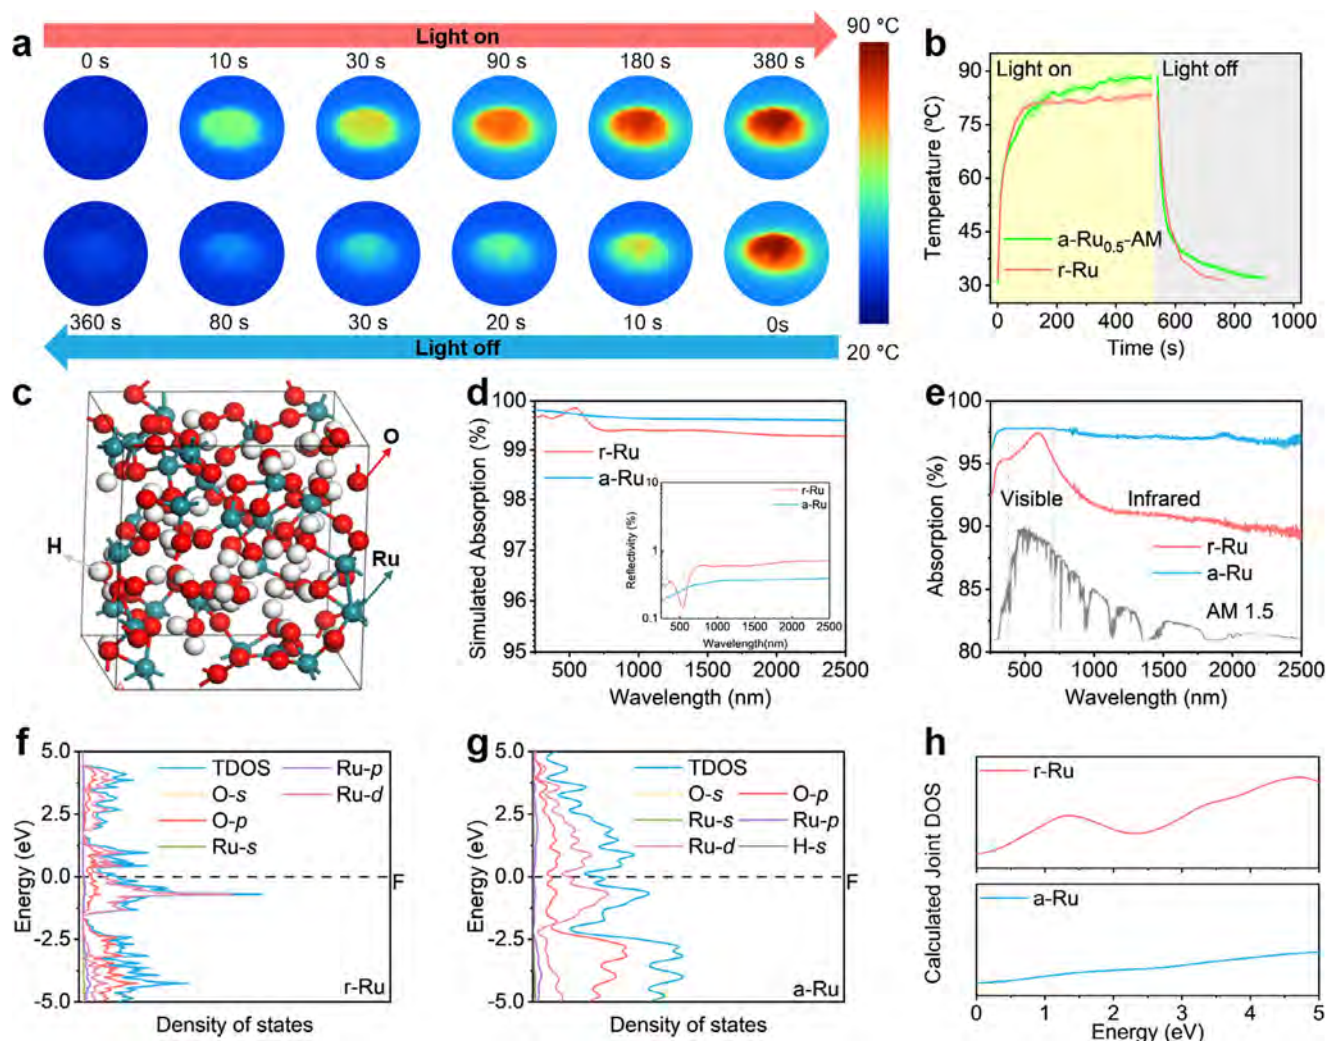 a
Light on
0 s 10 s 30 s 90 s 180 s 380 s
360 s 80 s 30 s 20 s 10 s 0s
Light off
90 °C
20 °C
b
Light on Light off
90
75
60
45
30
Temperature (ºC)
a-Ru0.5-AM
r-Ru
0 200 400 600 800 1000
Time (s)
c
O
H
Ru
d
100
99
98
97
96
95
Simulated Absorption (%)
r-Ru
a-Ru
10
1
0.1
Reflectivity (%)
r-Ru
a-Ru
500 1000 1500 2000 2500
Wavelength(nm)
500 1000 1500 2000 2500
Wavelength (nm)
e
100
95
90
85
80
Absorption (%)
Visible Infrared
r-Ru
a-Ru
AM 1.5
500 1000 1500 2000 2500
Wavelength (nm)
f
5.0
2.5
0.0
-2.5
-5.0
Energy (eV)
TDOS Ru-p
O-s Ru-d
O-p
Ru-s
F
r-Ru
Density of states
g
5.0
2.5
0.0
-2.5
-5.0
Energy (eV)
TDOS
O-s O-p
Ru-s Ru-p
Ru-d H-s
F
a-Ru
Density of states
h
Calculated Joint DOS
r-Ru
a-Ru
0 1 2 3 4 5
Energy (eV)